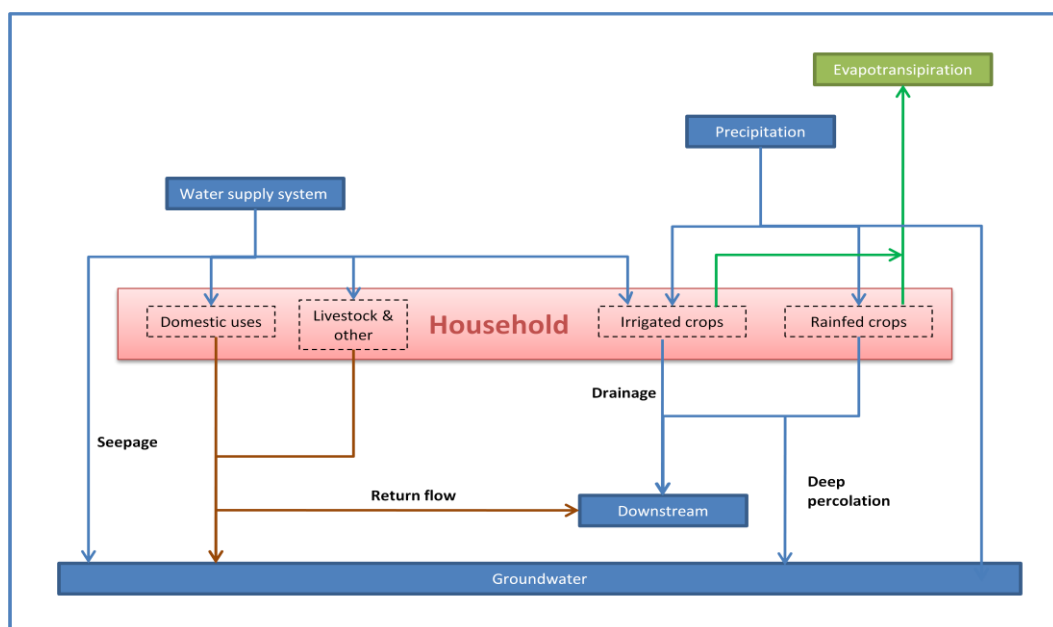 Evapotransipiration
Precipitation
Water supply system
Domestic uses
Livestock &
other
Household
Irrigated crops
Rainfed crops
Drainage
Seepage
Return flow
Downstream
Deep
percolation
Groundwater